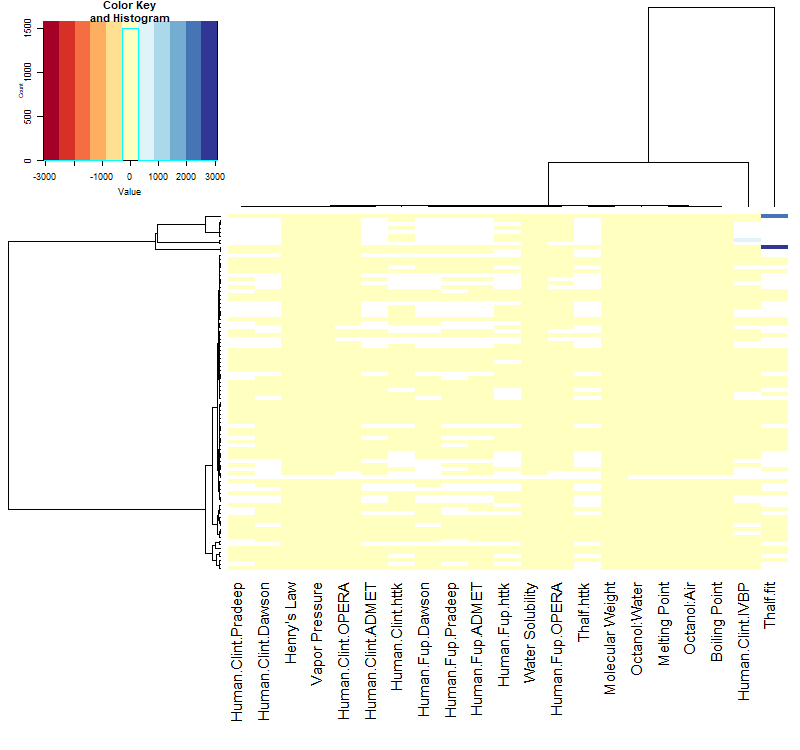 Color Key
and Histogram
Count
0
500
1000
1500
-3000
-1000
0
1000
2000
3000
Value
Human.Clint.Pradeep
Human.Clint.Dawson
Henry's Law
Vapor Pressure
Human.Clint.OPERA
Human.Clint.ADMET
Human.Clint.httk
Human.Fup.Dawson
Human.Fup.Pradeep
Human.Fup.ADMET
Human.Fup.httk
Water Solubility
Human.Fup.OPERA
Thalf.httk
Molecular Weight
Octanol:Water
Melting Point
Octanol:Air
Boiling Point
Human.Clint.IVBP
Thalf.fit